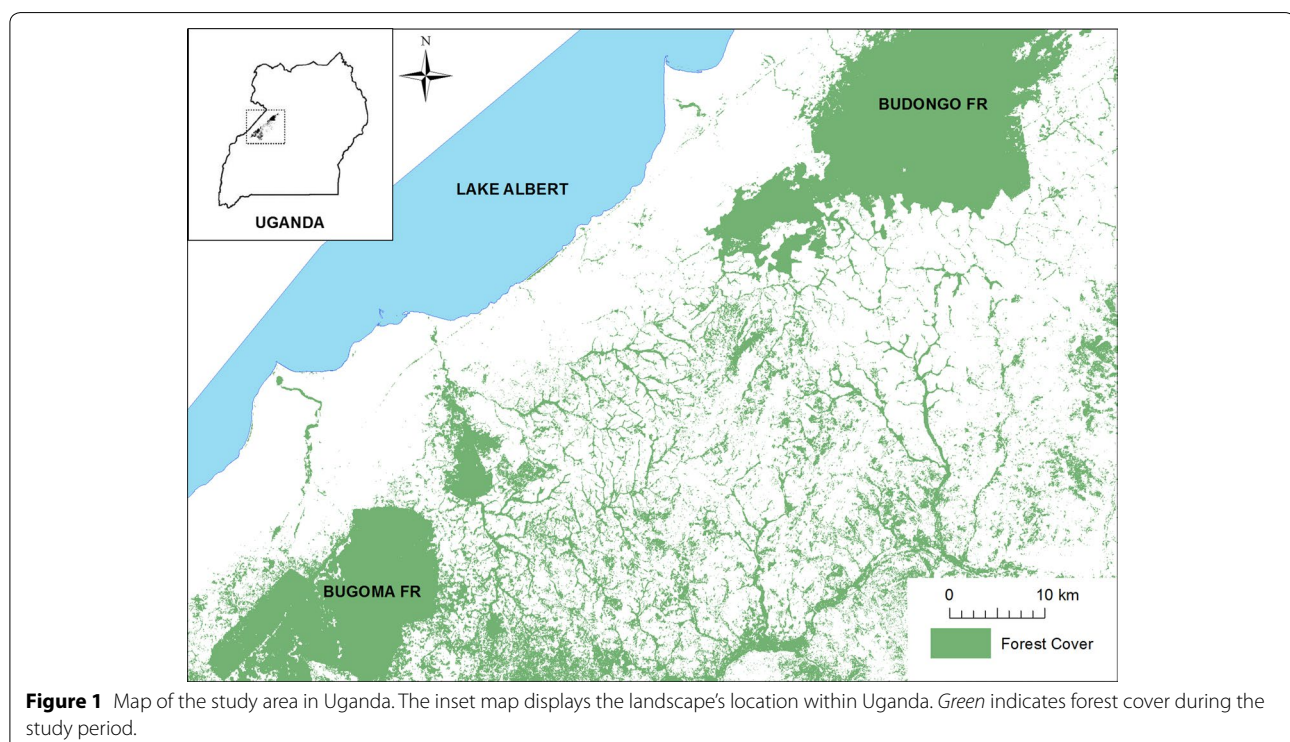 N
UGANDA
LAKE ALBERT
BUDONGO FR
BUGOMA FR
0 10 km
Forest Cover
Figure 1 Map of the study area in Uganda. The inset map displays the landscape's location within Uganda. Green indicates forest cover during the
study period.